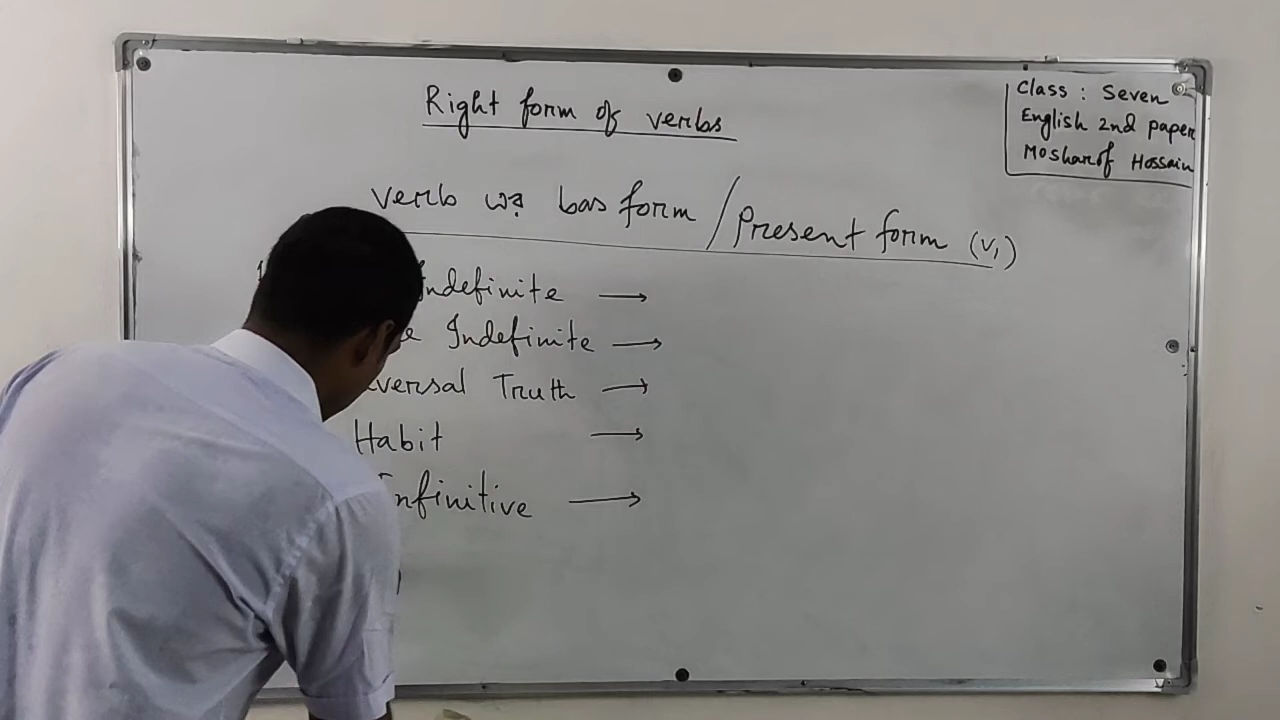 Right form of verbs
Class : Seven
English 2nd paper
Mosharof Hossain
verb এর bas form / Present form (V₁)
Indefinite →
Indefinite →
Truth →
Habit →
Infinitive →